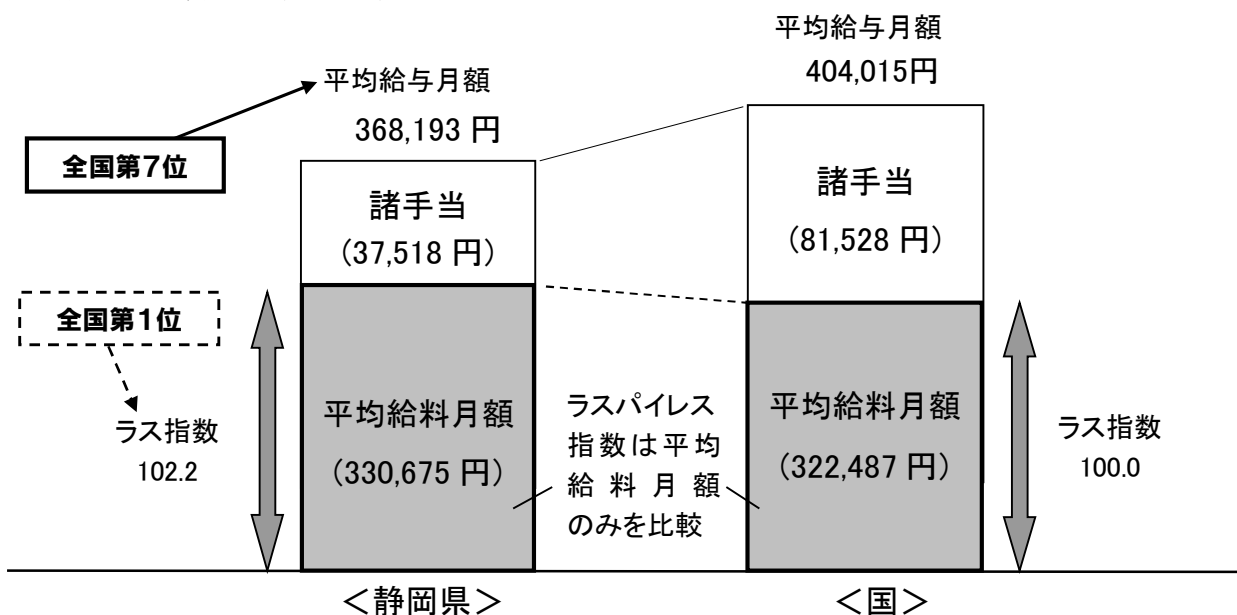 平均給与月額
404,015円
平均給与月額
368,193 円
全国第7位
諸手当
（37,518 円）
諸手当
（81,528 円）
全国第1位
ラス指数
102.2
平均給料月額
（330,675 円）
ラスパイレス
指数は平均
給料月額
のみを比較
平均給料月額
（322,487 円）
ラス指数
100.0
＜静岡県＞
＜国＞